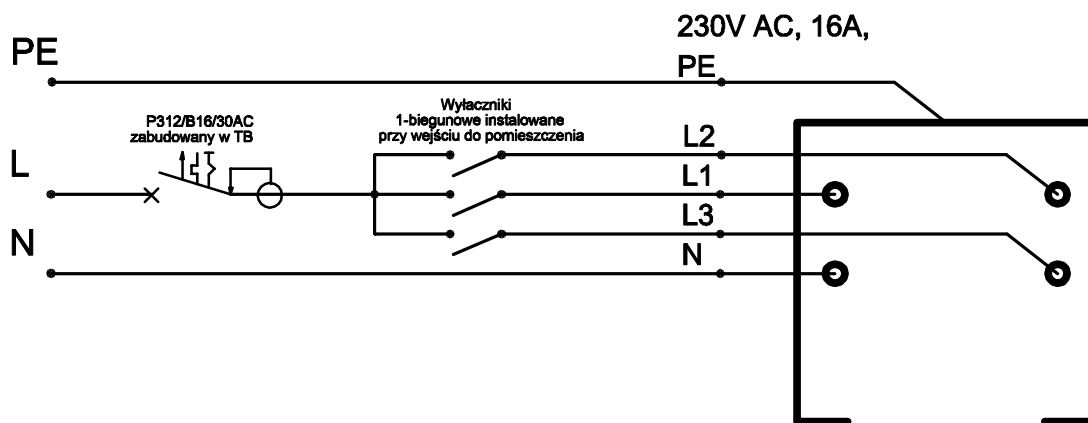 230V AC, 16A,
PE
PE
P312/B16/30AC
zabudowany w TB
Wyłaczniki
1-biegunowe instalowane
przy wejściu do pomieszczenia
L2
L
L1
L3
N
N